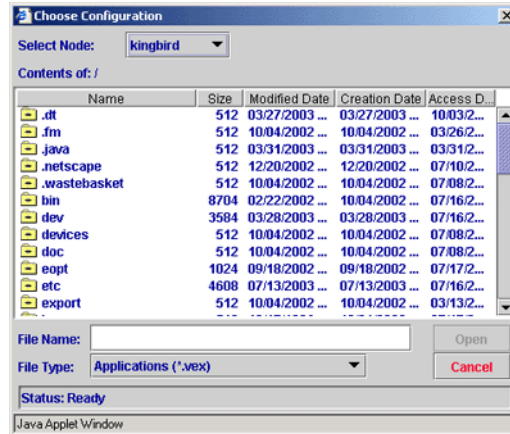 Choose Configuration
Select Node: kingbird
Contents of: /
Name Size Modified Date Creation Date Access D...
.dt 512 03/27/2003 ... 03/27/2003 ... 10/03/2...
.fm 512 10/04/2002 ... 10/04/2002 ... 03/26/2...
.java 512 03/31/2003 ... 03/31/2003 ... 03/31/2...
.netscape 512 12/20/2002 ... 12/20/2002 ... 07/10/2...
.wastebasket 512 10/04/2002 ... 10/04/2002 ... 07/08/2...
bin 8704 02/22/2002 ... 10/04/2002 ... 07/16/2...
dev 3584 03/28/2003 ... 03/28/2003 ... 07/16/2...
devices 512 10/04/2002 ... 10/04/2002 ... 07/08/2...
doc 512 10/04/2002 ... 10/04/2002 ... 07/08/2...
eopt 1024 09/18/2002 ... 09/18/2002 ... 07/17/2...
etc 4608 07/13/2003 ... 07/13/2003 ... 07/16/2...
export 512 10/04/2002 ... 10/04/2002 ... 03/13/2...
File Name: Open
File Type: Applications (*.vex) Cancel
Status: Ready
Java Applet Window